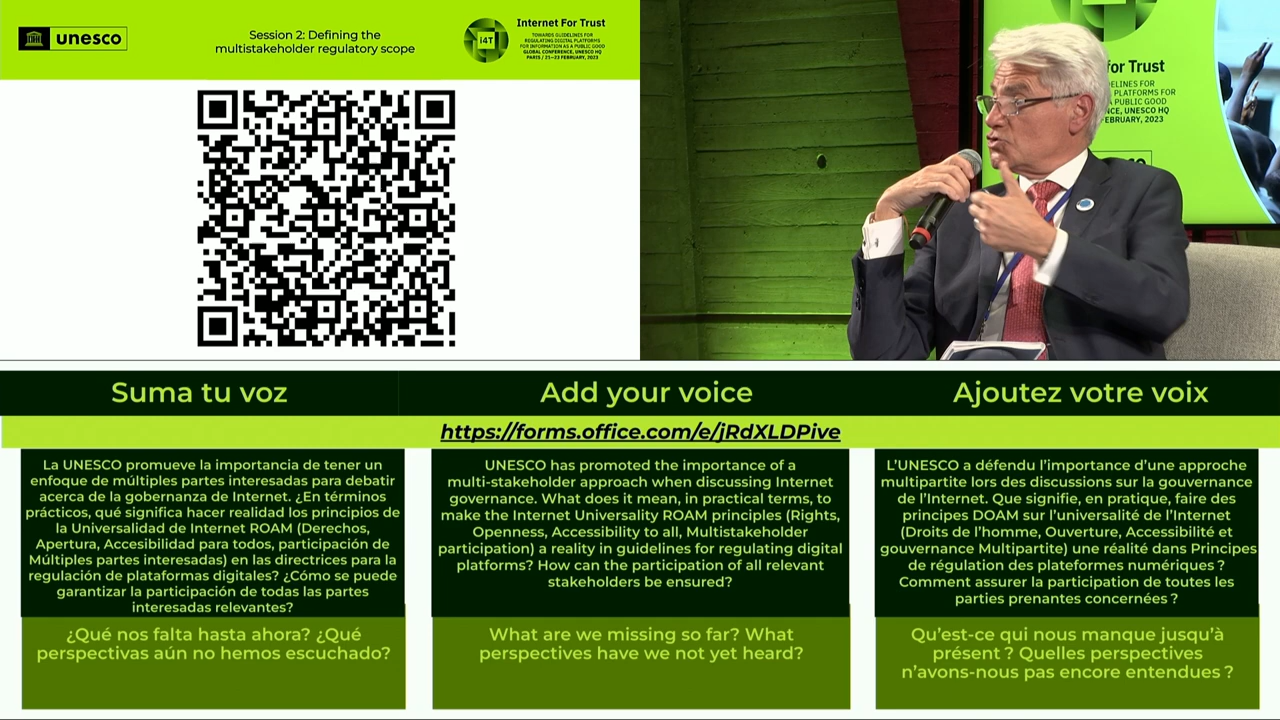 unesco
Session 2: Defining the
multistakeholder regulatory scope
i4T
Internet For Trust
TOWARDS GUIDELINES FOR
REGULATING DIGITAL PLATFORMS
FOR INFORMATION AS A PUBLIC GOOD
GLOBAL CONFERENCE, UNESCO HQ
PARIS / 21–23 FEBRUARY, 2023
for Trust
ELINES FOR
PLATFORMS FOR
A PUBLIC GOOD
NCE, UNESCO HQ
EBRUARY, 2023
Suma tu voz
Add your voice
Ajoutez votre voix
https://forms.office.com/e/jRdXLDPive
La UNESCO promueve la importancia de tener un
enfoque de múltiples partes interesadas para debatir
acerca de la gobernanza de Internet. ¿En términos
prácticos, qué significa hacer realidad los principios de
la Universalidad de Internet ROAM (Derechos,
Apertura, Accesibilidad para todos, participación de
Múltiples partes interesadas) en las directrices para la
regulación de plataformas digitales? ¿Cómo se puede
garantizar la participación de todas las partes
interesadas relevantes?
¿Qué nos falta hasta ahora? ¿Qué
perspectivas aún no hemos escuchado?
UNESCO has promoted the importance of a
multi-stakeholder approach when discussing Internet
governance. What does it mean, in practical terms, to
make the Internet Universality ROAM principles (Rights,
Openness, Accessibility to all, Multistakeholder
participation) a reality in guidelines for regulating digital
platforms? How can the participation of all relevant
stakeholders be ensured?
What are we missing so far? What
perspectives have we not yet heard?
L'UNESCO a défendu l'importance d'une approche
multipartite lors des discussions sur la gouvernance
de l'Internet. Que signifie, en pratique, faire des
principes DOAM sur l'universalité de l'Internet
(Droits de l'homme, Ouverture, Accessibilité et
gouvernance Multipartite) une réalité dans Principes
de régulation des plateformes numériques ?
Comment assurer la participation de toutes les
parties prenantes concernées ?
Qu'est-ce qui nous manque jusqu'à
présent ? Quelles perspectives
n'avons-nous pas encore entendues ?